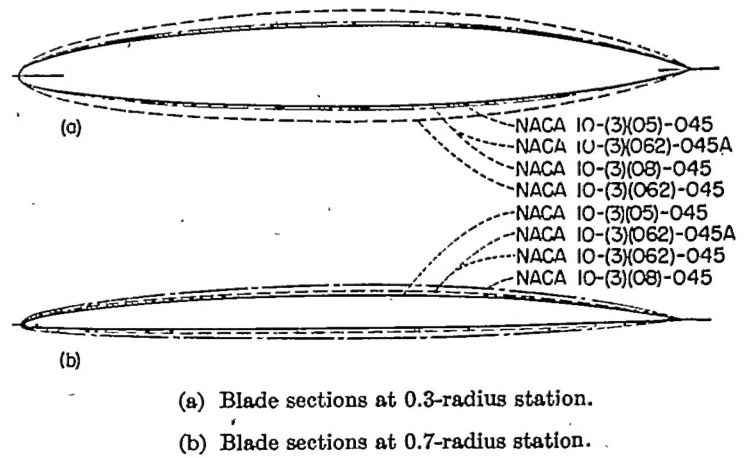 (a)
NACA 10-(3)(05)-045
NACA 10-(3)(062)-045A
NACA 10-(3)(08)-045
NACA 10-(3)(062)-045
NACA 10-(3)(05)-045
NACA 10-(3)(062)-045A
NACA 10-(3)(062)-045
NACA 10-(3)(08)-045
(b)
(a) Blade sections at 0.3-radius station.
(b) Blade sections at 0.7-radius station.